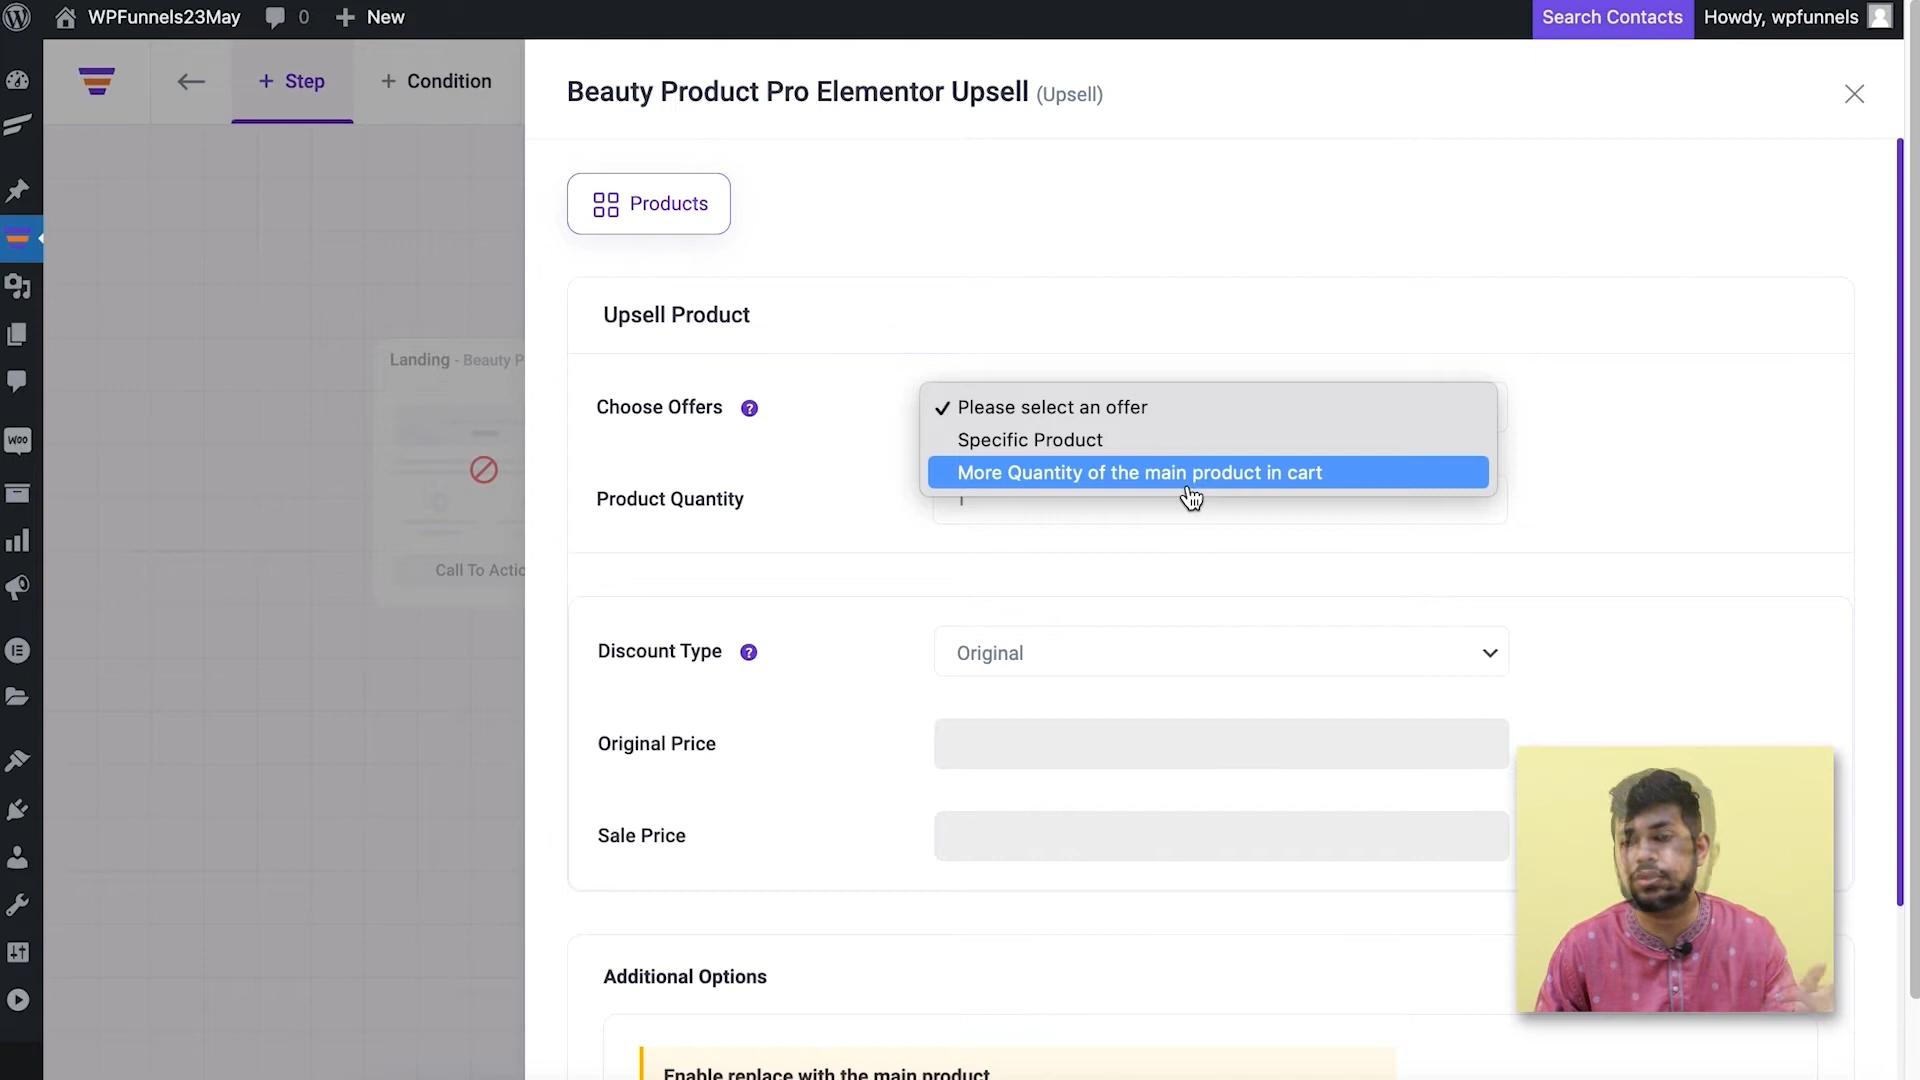 WPFunnels23May
0
New
Search Contacts
Howdy, wpfunnels
Step
Condition
Beauty Product Pro Elementor Upsell (Upsell)
Products
Upsell Product
Landing - Beauty P
Choose Offers ?
Please select an offer
Specific Product
More Quantity of the main product in cart
WOO
Product Quantity
Call To Actio
Discount Type ?
Original
Original Price
Sale Price
Additional Options
Enable replace with the main product